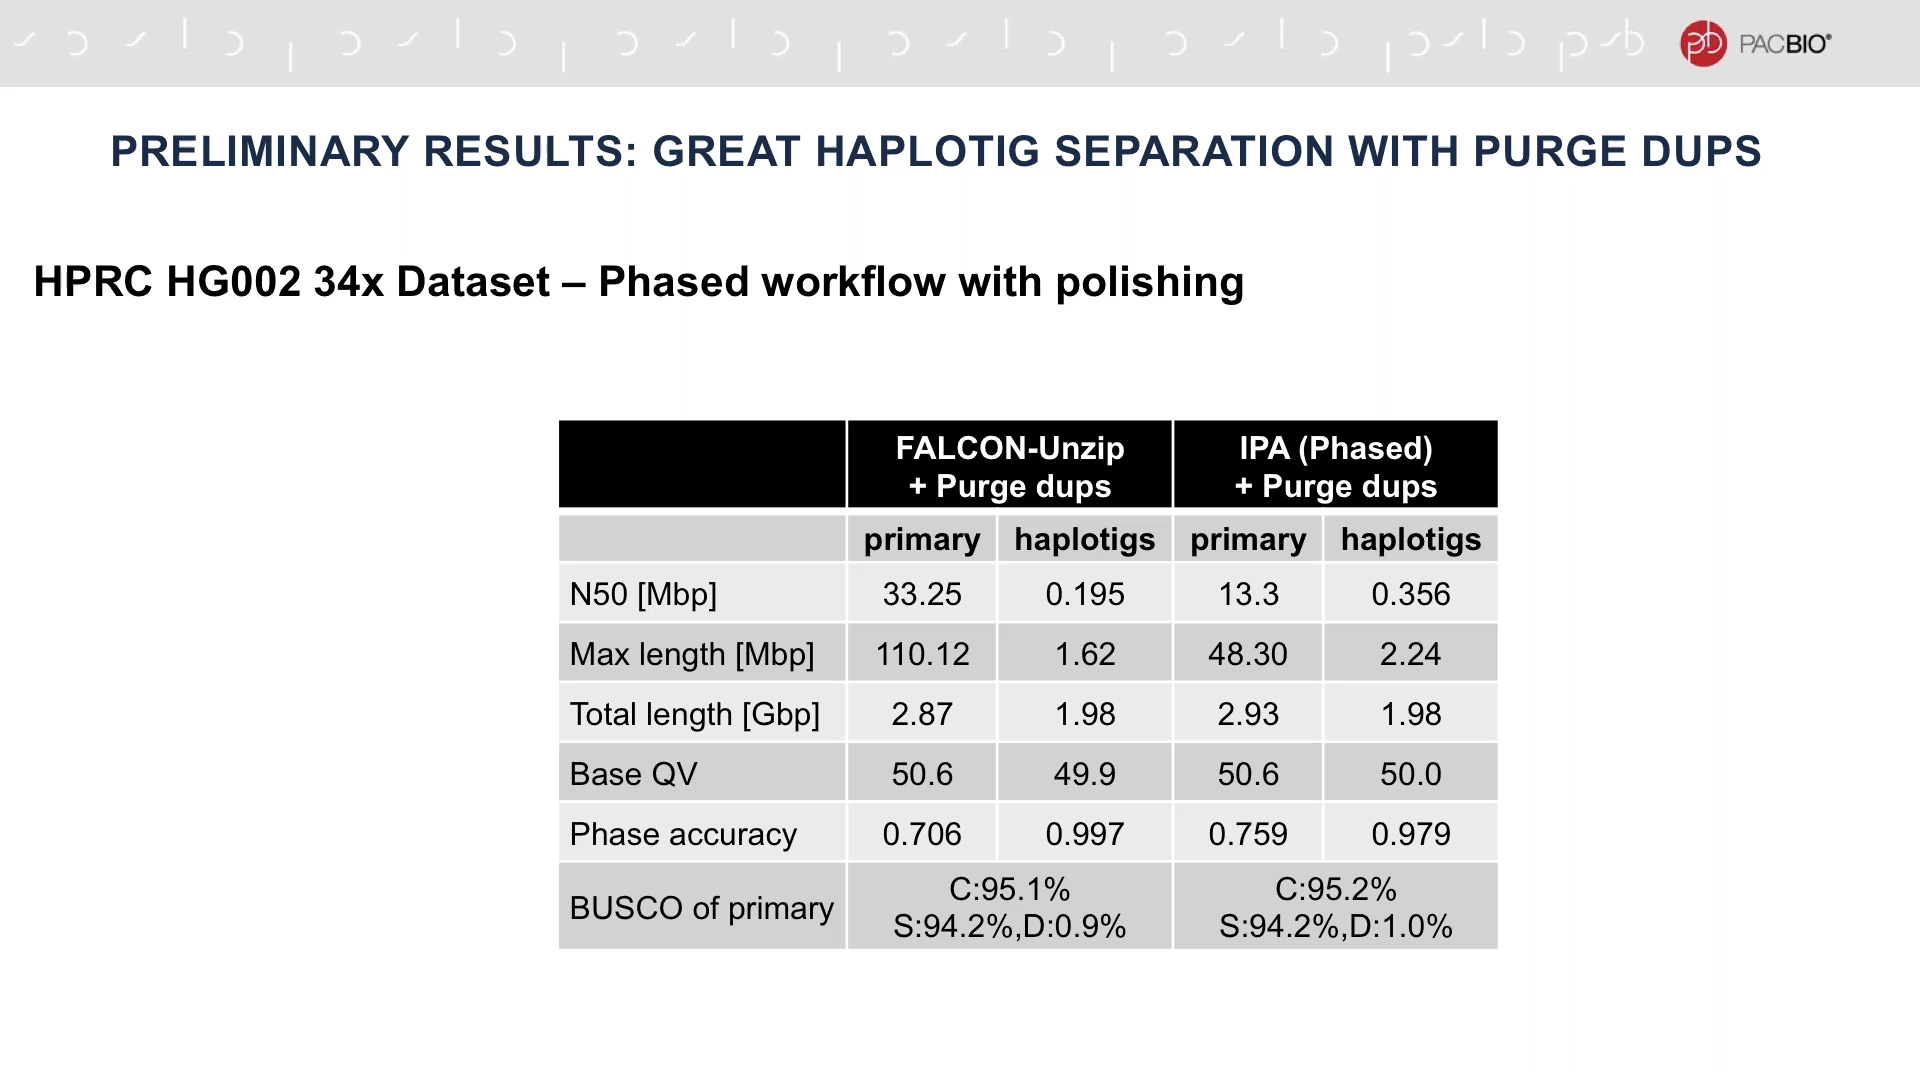 PACBIO®
PRELIMINARY RESULTS: GREAT HAPLOTIG SEPARATION WITH PURGE DUPS
HPRC HG002 34x Dataset – Phased workflow with polishing
FALCON-Unzip + Purge dups IPA (Phased) + Purge dups
primary haplotigs primary haplotigs
N50 [Mbp] 33.25 0.195 13.3 0.356
Max length [Mbp] 110.12 1.62 48.30 2.24
Total length [Gbp] 2.87 1.98 2.93 1.98
Base QV 50.6 49.9 50.6 50.0
Phase accuracy 0.706 0.997 0.759 0.979
BUSCO of primary C:95.1% S:94.2%,D:0.9% C:95.2% S:94.2%,D:1.0%